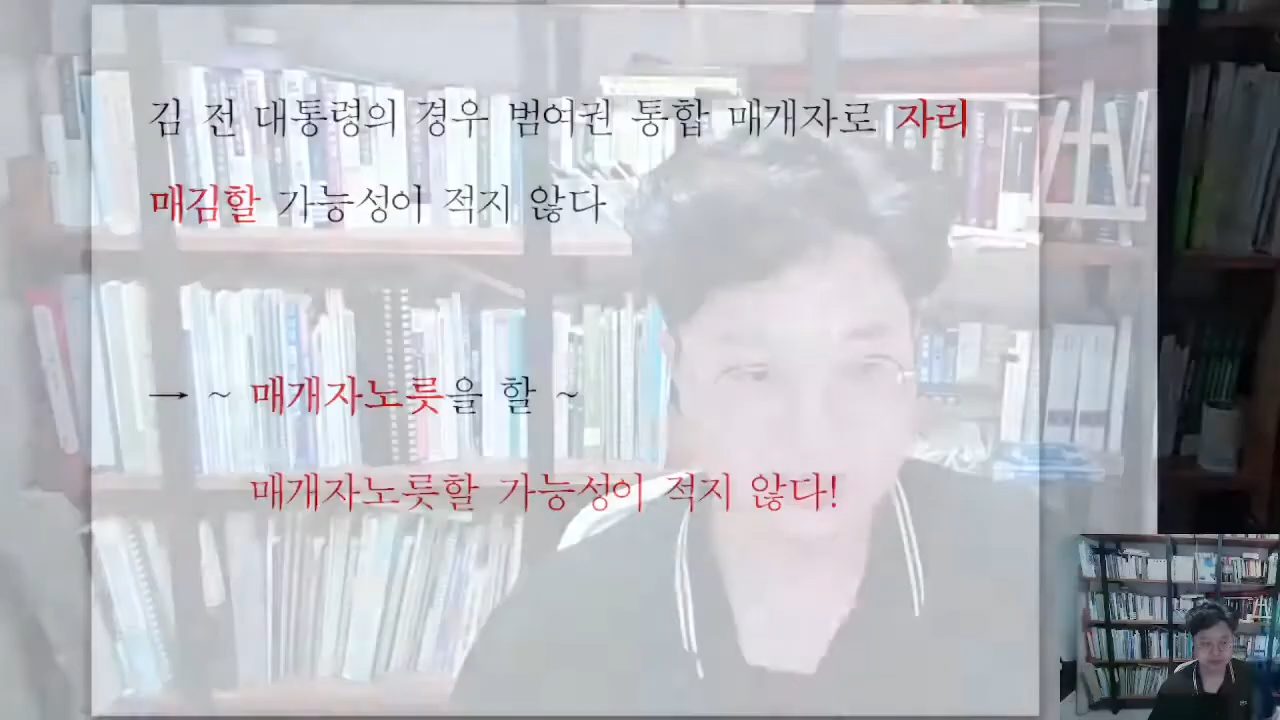 김 전 대통령의 경우 범여권 통합 매개자로 자리
매김할 가능성이 적지 않다
→ ~ 매개자노릇을 할 ~
매개자노릇할 가능성이 적지 않다!